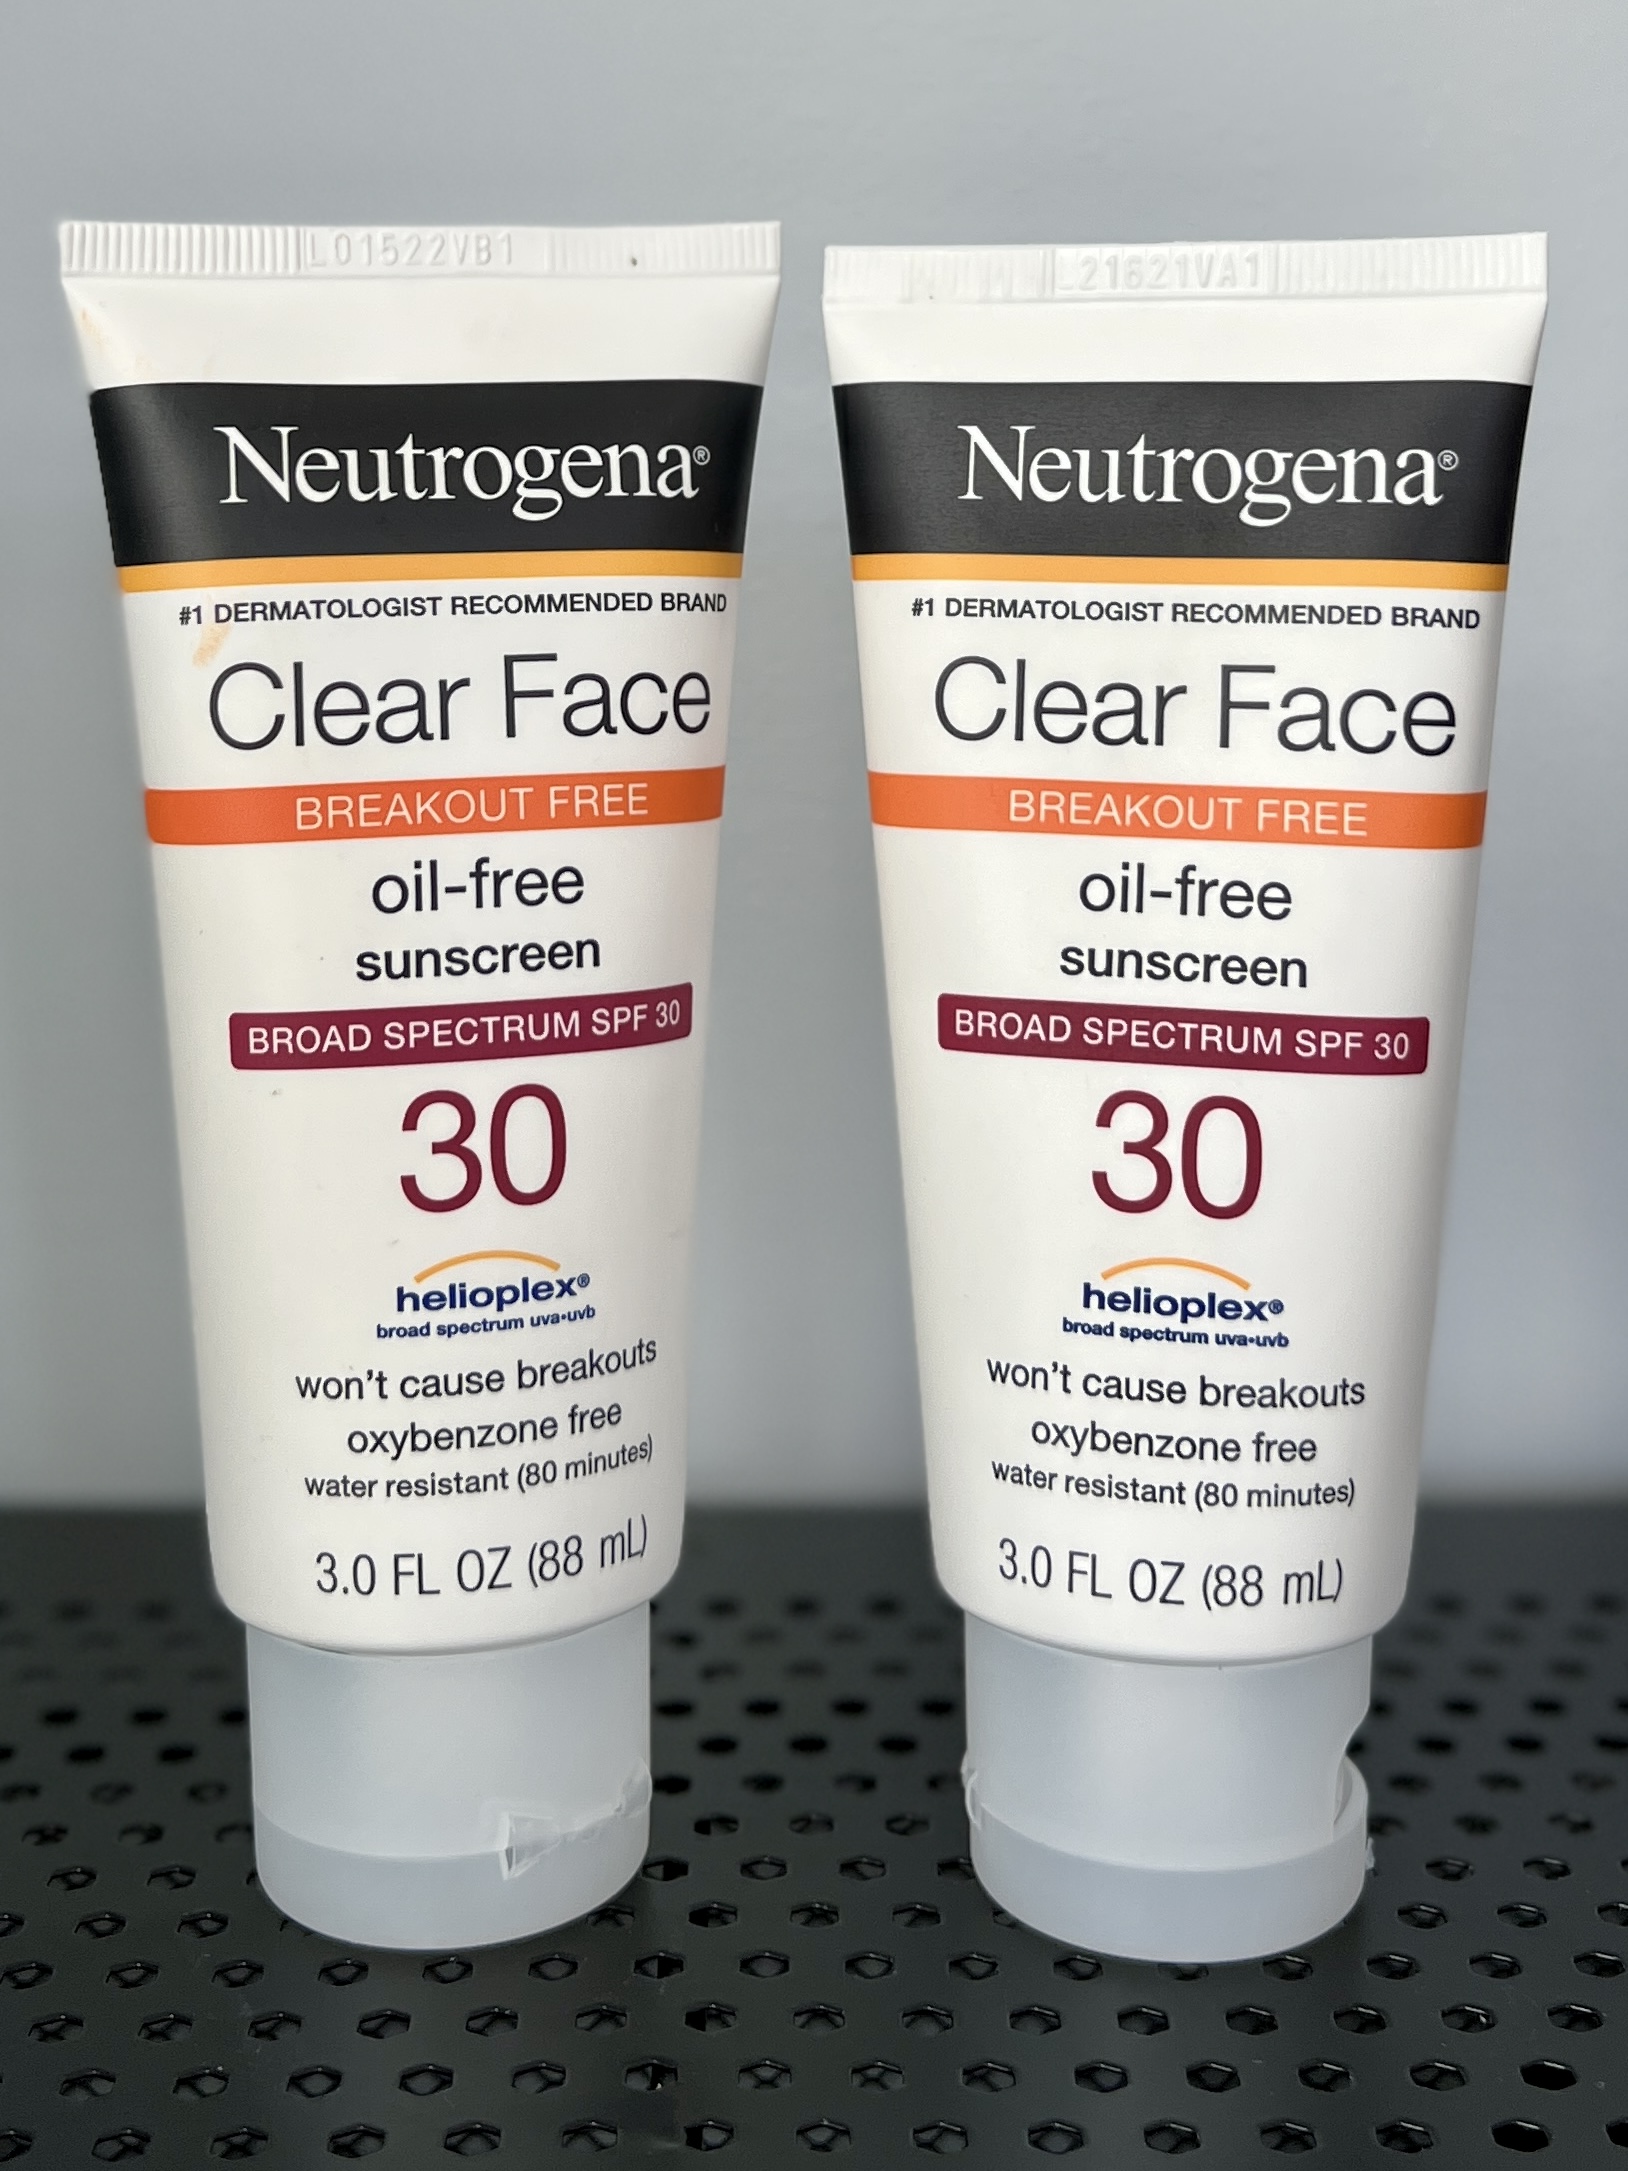 L01522VB1
Neutrogena®
#1 DERMATOLOGIST RECOMMENDED BRAND
Clear Face
BREAKOUT FREE
oil-free
sunscreen
BROAD SPECTRUM SPF 30
30
helioplex®
broad spectrum uva•uvb
won't cause breakouts
oxybenzone free
water resistant (80 minutes)
3.0 FL OZ (88 mL)
L21621VA1
Neutrogena®
#1 DERMATOLOGIST RECOMMENDED BRAND
Clear Face
BREAKOUT FREE
oil-free
sunscreen
BROAD SPECTRUM SPF 30
30
helioplex®
broad spectrum uva•uvb
won't cause breakouts
oxybenzone free
water resistant (80 minutes)
3.0 FL OZ (88 mL)